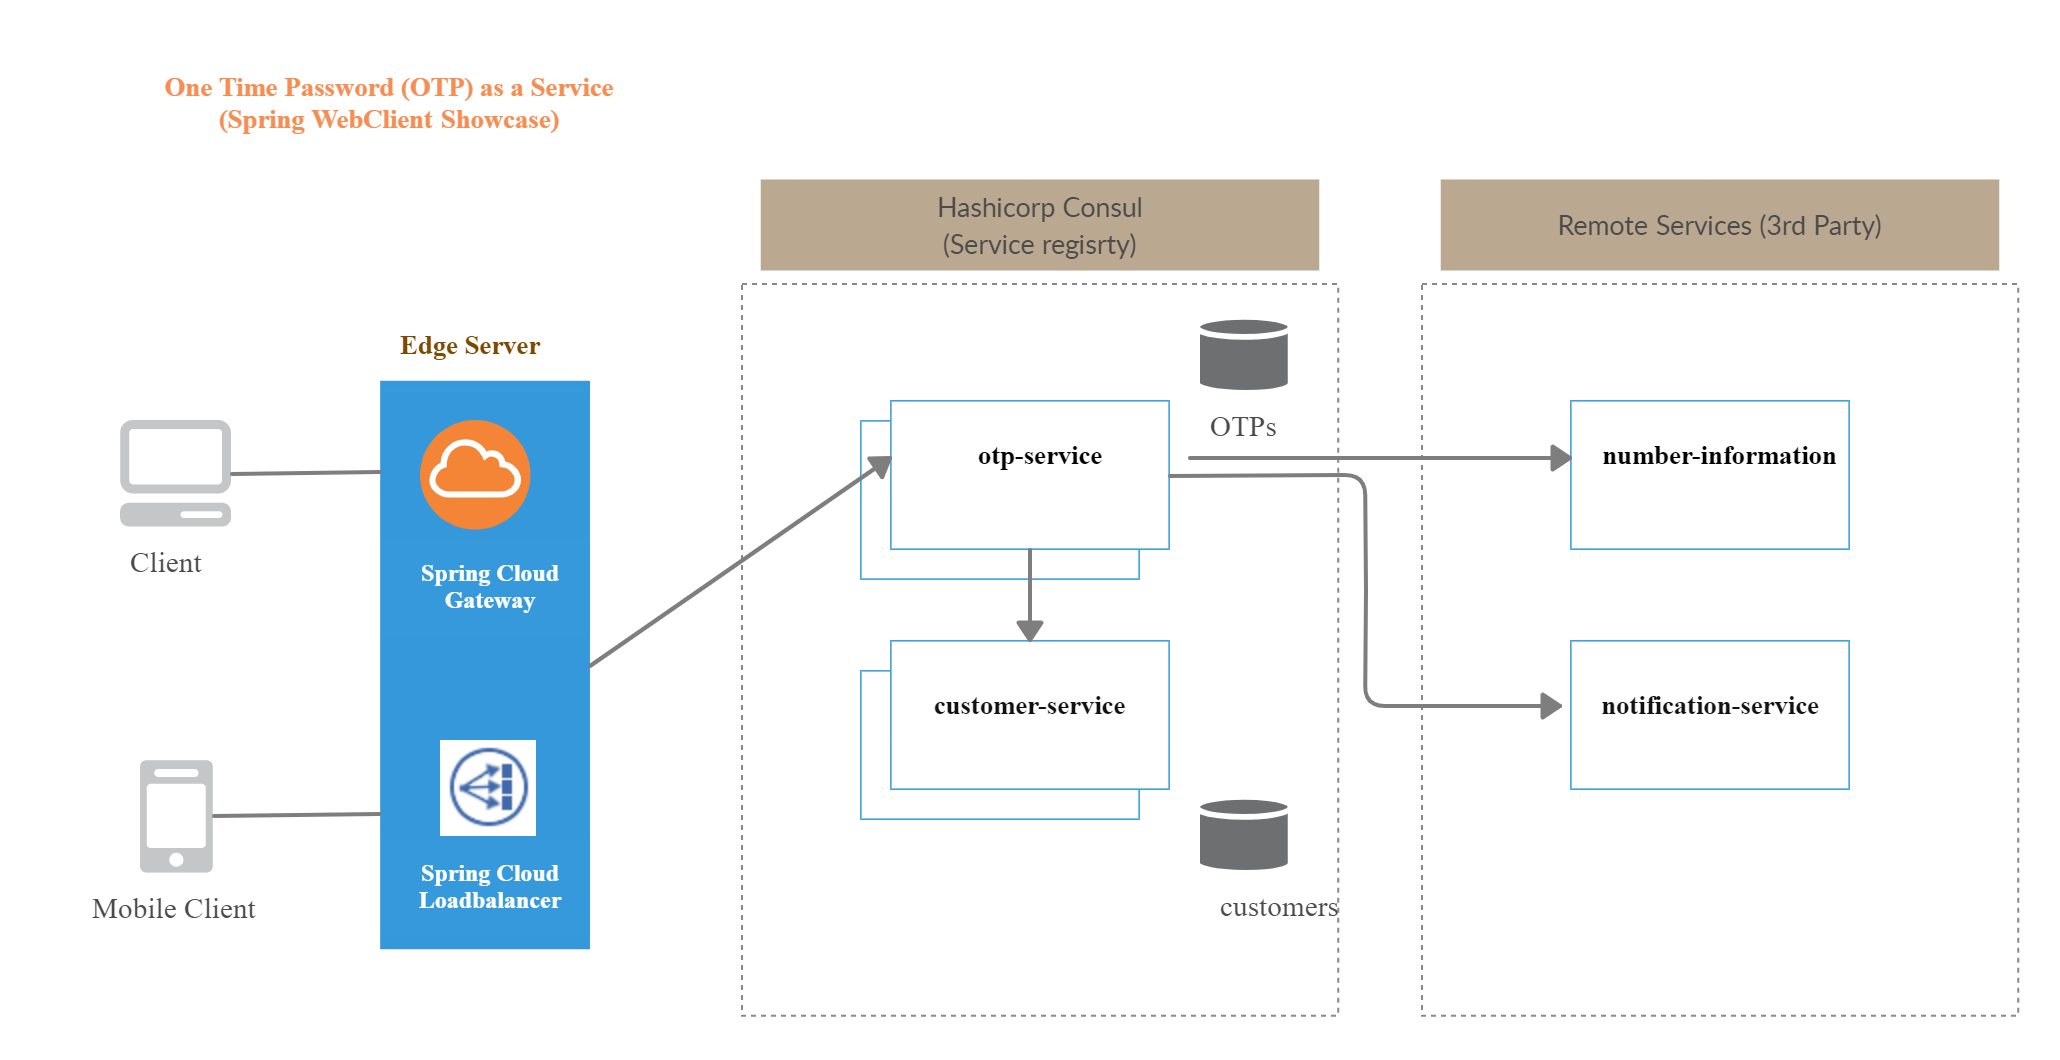 One Time Password (OTP) as a Service
(Spring WebClient Showcase)
Hashicorp Consul
(Service regisrty)
Remote Services (3rd Party)
Edge Server
OTPs
otp-service
number-information
Client
Spring Cloud
Gateway
customer-service
notification-service
Spring Cloud
Loadbalancer
Mobile Client
customers